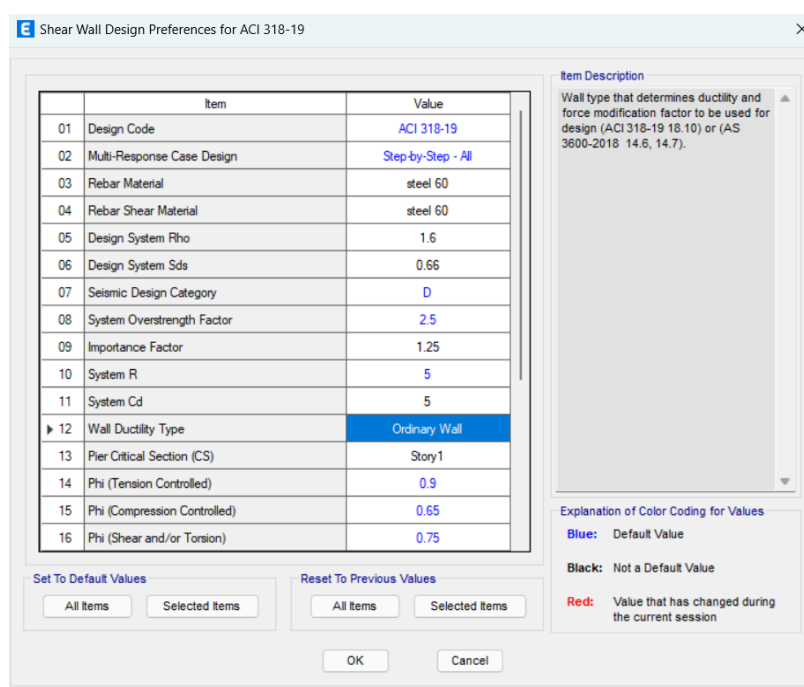 E Shear Wall Design Preferences for ACI 318-19
Item Value
01 Design Code ACI 318-19
02 Multi-Response Case Design Step-by-Step - All
03 Rebar Material steel 60
04 Rebar Shear Material steel 60
05 Design System Rho 1.6
06 Design System Sds 0.66
07 Seismic Design Category D
08 System Overstrength Factor 2.5
09 Importance Factor 1.25
10 System R 5
11 System Cd 5
12 Wall Ductility Type Ordinary Wall
13 Pier Critical Section (CS) Story1
14 Phi (Tension Controlled) 0.9
15 Phi (Compression Controlled) 0.65
16 Phi (Shear and/or Torsion) 0.75
Item Description
Wall type that determines ductility and
force modification factor to be used for
design (ACI 318-19 18.10) or (AS
3600-2018 14.6, 14.7).
Explanation of Color Coding for Values
Blue: Default Value
Black: Not a Default Value
Red: Value that has changed during
the current session
Set To Default Values
All Items Selected Items
Reset To Previous Values
All Items Selected Items
OK Cancel